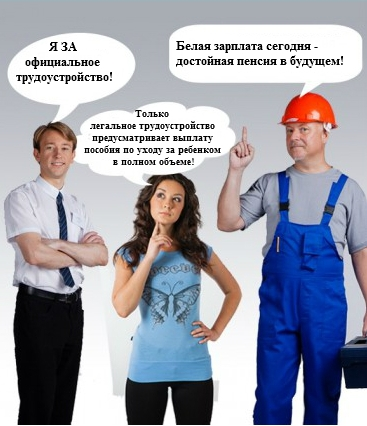 Я ЗА
официальное
трудоустройство!
Белая зарплата сегодня -
достойная пенсия в будущем!
Только
легальное трудоустройство
предусматривает выплату
пособия по уходу за ребенком
в полном объеме!